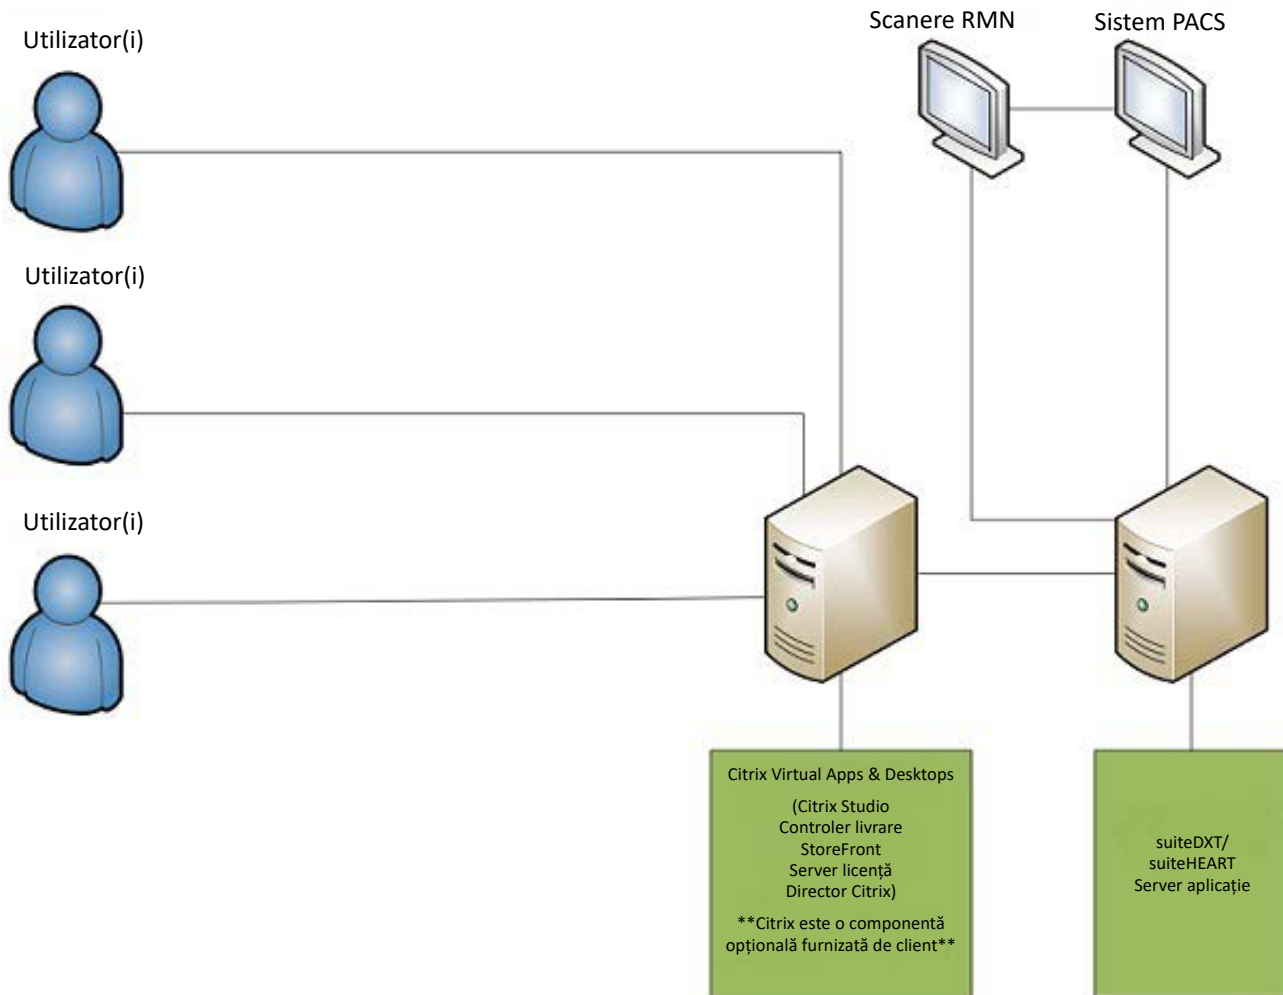 Scanere RMN
Sistem PACS
Utilizator(i)
Utilizator(i)
Utilizator(i)
Citrix Virtual Apps & Desktops
(Citrix Studio
Controler livrare
StoreFront
Server licență
Director Citrix)
**Citrix este o componentă
opțională furnizată de client**
suiteDXT/
suiteHEART
Server aplicație